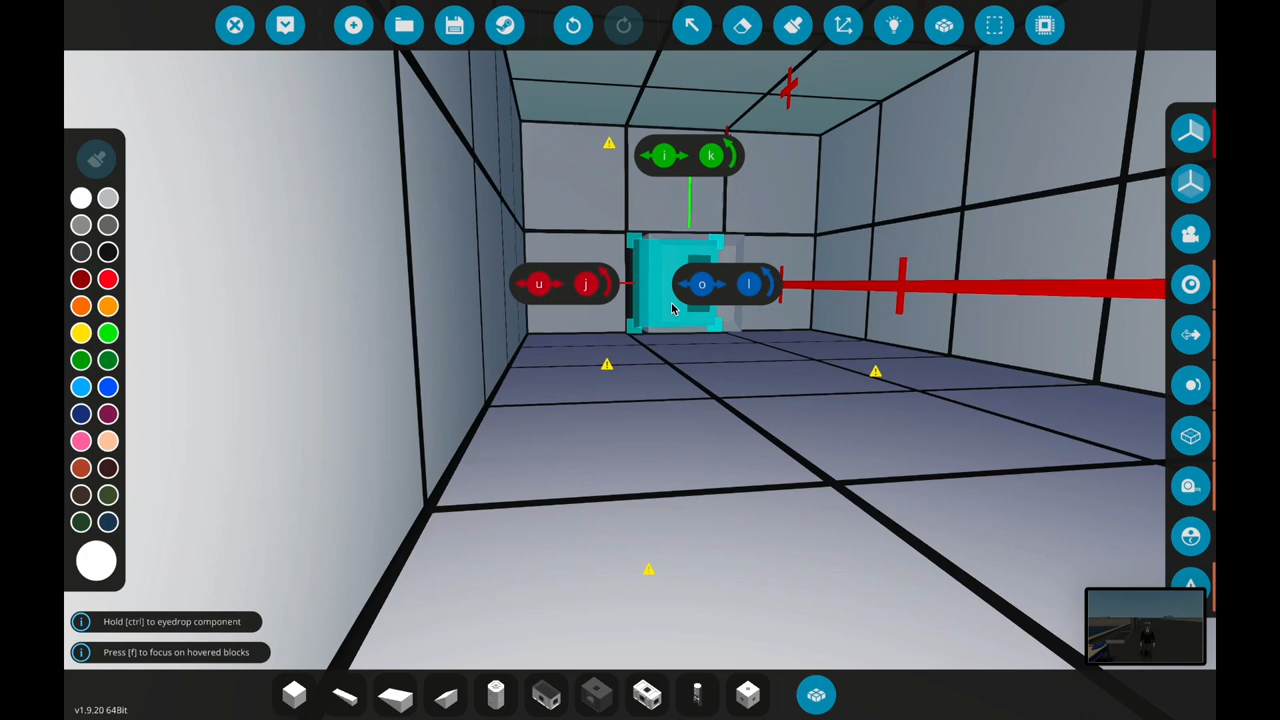 i k
u j
o l
Hold [ctrl] to eyedrop component
Press [f] to focus on hovered blocks
v1.9.20 64Bit